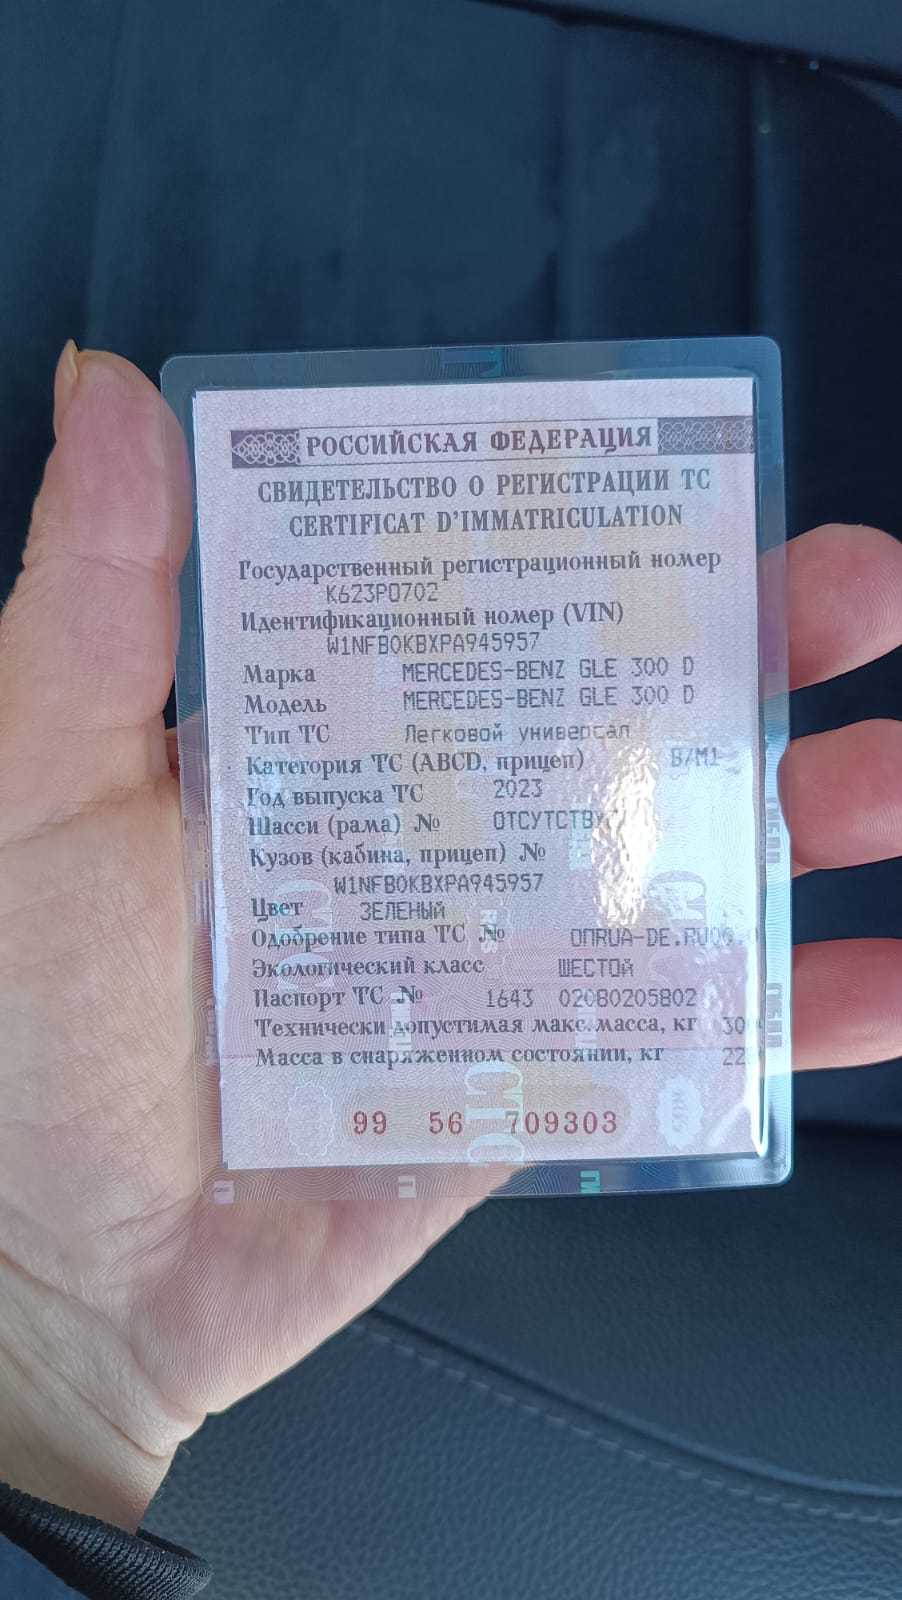 РОССИЙСКАЯ ФЕДЕРАЦИЯ
СВИДЕТЕЛЬСТВО О РЕГИСТРАЦИИ ТС
CERTIFICAT D'IMMATRICULATION
Государственный регистрационный номер
К623РО702
Идентификационный номер (VIN)
W1NFB0KBXPA945957
Марка MERCEDES-BENZ GLE 300 D
Модель MERCEDES-BENZ GLE 300 D
Тип ТС Легковой универсал
Категория ТС (ABCD, прицеп) B/M1
Год выпуска ТС 2023
Шасси (рама) №
Кузов (кабина, прицеп) №
W1NFB0KBXPA945957
Цвет ЗЕЛЕНЫЙ
Одобрение типа ТС №
Экологический класс ШЕСТОЙ
Паспорт ТС № 1643 02080205802
Технически допустимая макс. масса, кг
Масса в снаряженном состоянии, кг
99 56 709303